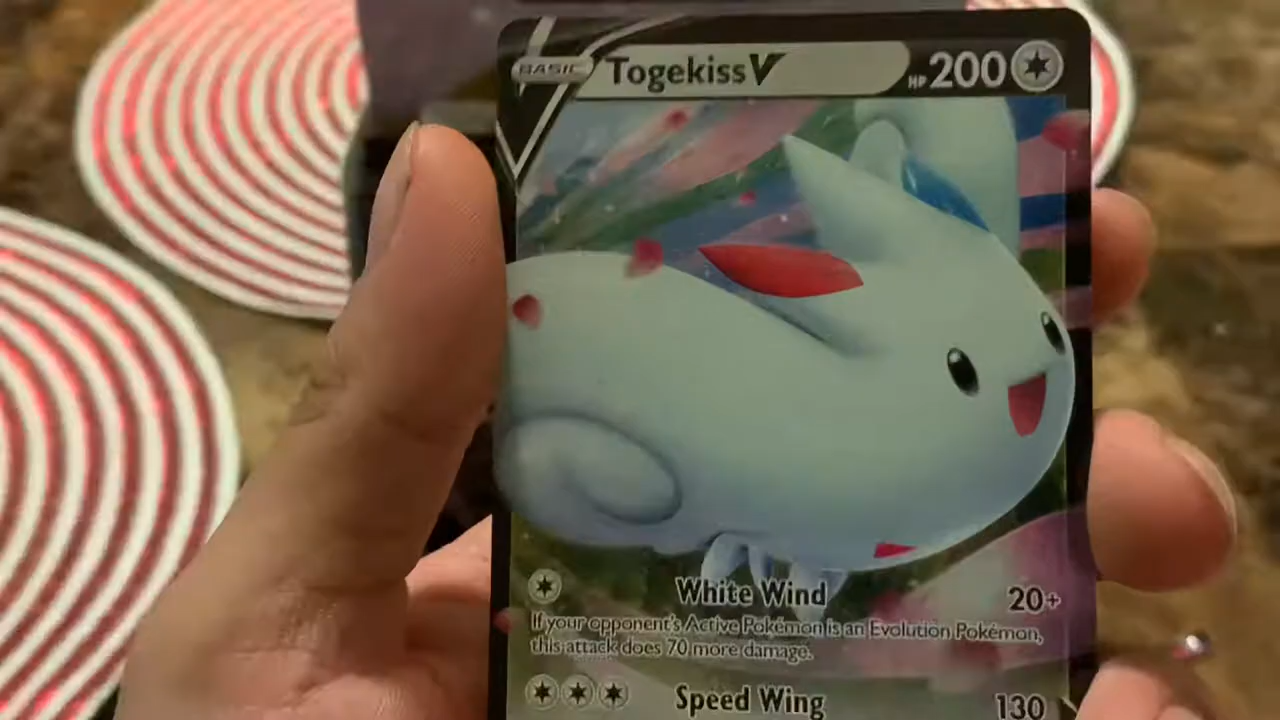 BASIC Togekiss V HP 200
White Wind 20+
If your opponent's Active Pokémon is an Evolution Pokémon,
this attack does 70 more damage.
Speed Wing 130